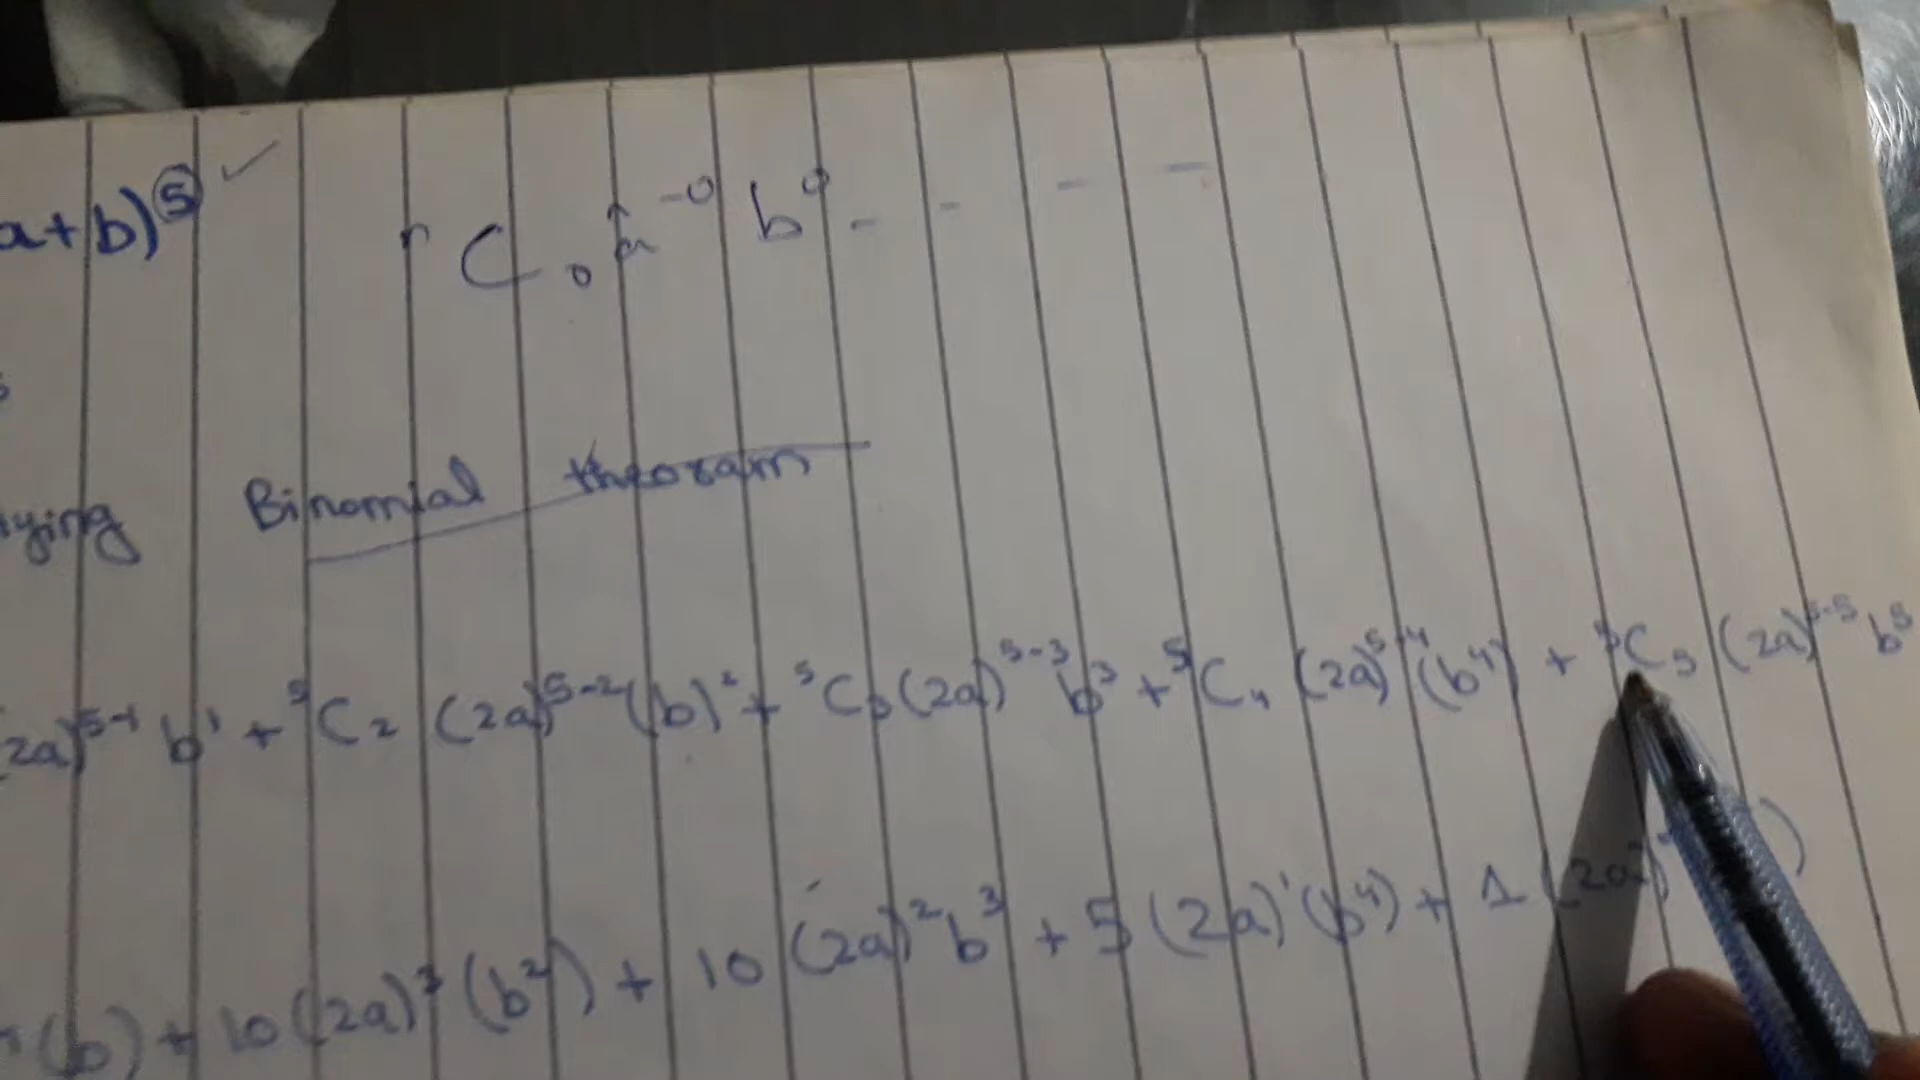 a+b)⁵ ✓ ⁿC₀ aⁿ⁻⁰ b⁰ - - - -
ying Binomial theoram
2a)⁵⁻¹ b¹ + ⁵C₂ (2a)⁵⁻² (b)² + ⁵C₃ (2a)⁵⁻³ b³ + ⁵C₄ (2a)⁵⁻⁴ (b⁴) + ⁵C₅ (2a)⁵⁻⁵ b⁵
(b) + 10 (2a)³ (b²) + 10 (2a)² b³ + 5 (2a)¹ (b⁴) + 1 (2a) )